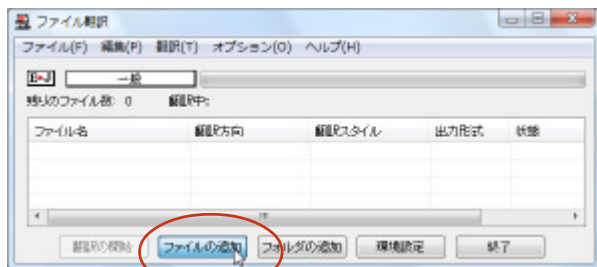 ファイル翻訳
ファイル(F) 編集(P) 翻訳(T) オプション(O) ヘルプ(H)
E▸J 一般
残りのファイル数: 0 翻訳中:
ファイル名 翻訳方向 翻訳スタイル 出力形式 状態
翻訳の開始 ファイルの追加 フォルダの追加 環境設定 終了